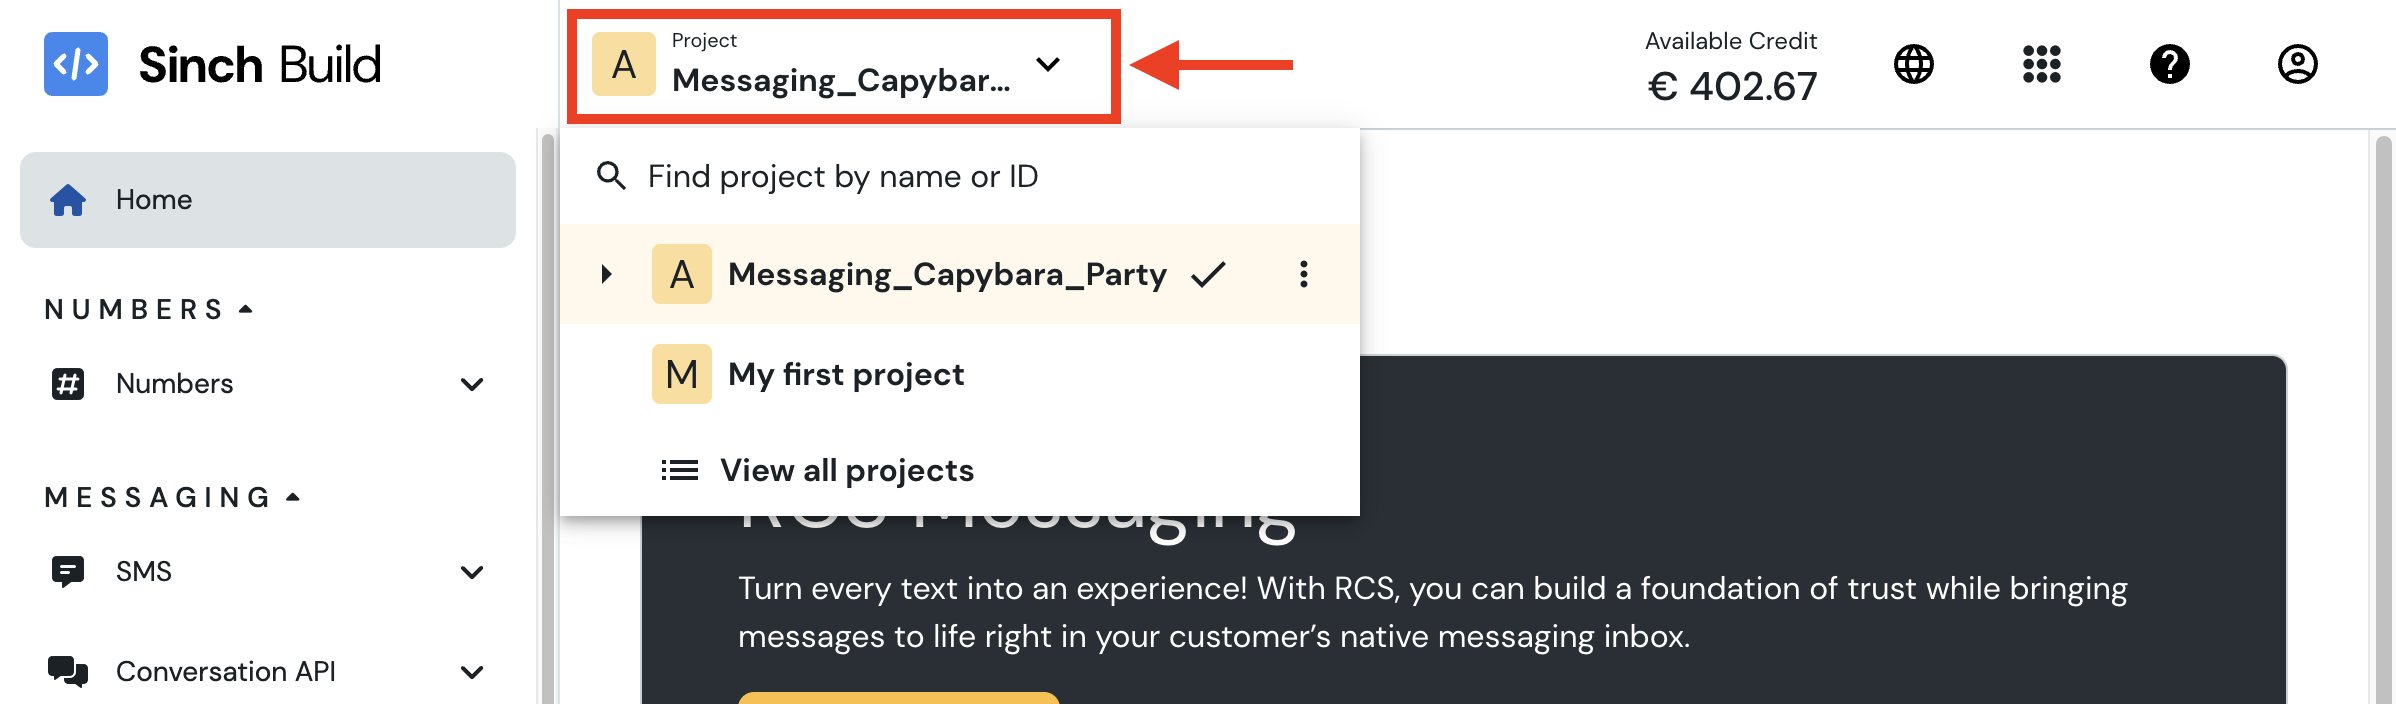 Sinch Build
A
Project
Messaging_Capybar...
Available Credit
€ 402.67
Home
NUMBERS
Numbers
MESSAGING
SMS
Conversation API
Find project by name or ID
A Messaging_Capybara_Party
M My first project
View all projects
RCS Messaging
Turn every text into an experience! With RCS, you can build a foundation of trust while bringing
messages to life right in your customer’s native messaging inbox.